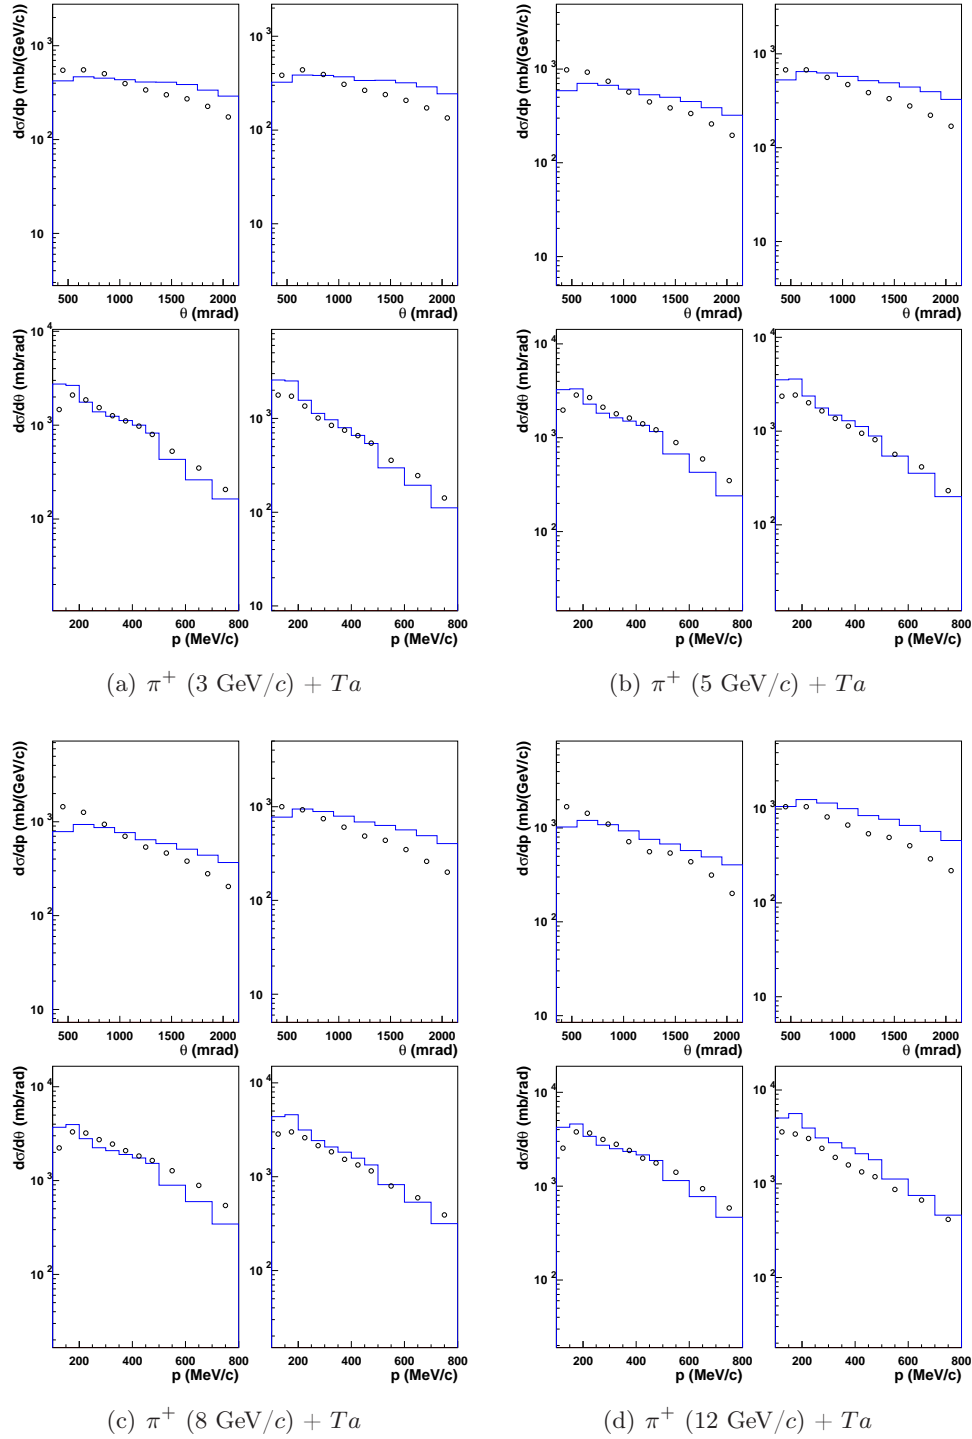 dσ/dp (mb/(GeV/c))
10³
10²
10
500 1000 1500 2000
θ (mrad)
10³
10²
10
500 1000 1500 2000
θ (mrad)
dσ/dp (mb/(GeV/c))
10³
10²
10
500 1000 1500 2000
θ (mrad)
10³
10²
10
500 1000 1500 2000
θ (mrad)
dσ/dθ (mb/rad)
10⁴
10³
10²
200 400 600 800
p (MeV/c)
10³
10²
10
200 400 600 800
p (MeV/c)
dσ/dθ (mb/rad)
10⁴
10³
10²
200 400 600 800
p (MeV/c)
10⁴
10³
10²
200 400 600 800
p (MeV/c)
(a) π⁺ (3 GeV/c) + Ta
(b) π⁺ (5 GeV/c) + Ta
dσ/dp (mb/(GeV/c))
10³
10²
10
500 1000 1500 2000
θ (mrad)
10³
10²
10
500 1000 1500 2000
θ (mrad)
dσ/dp (mb/(GeV/c))
10³
10²
10
500 1000 1500 2000
θ (mrad)
10³
10²
10
500 1000 1500 2000
θ (mrad)
dσ/dθ (mb/rad)
10⁴
10³
10²
200 400 600 800
p (MeV/c)
10⁴
10³
10²
200 400 600 800
p (MeV/c)
dσ/dθ (mb/rad)
10⁴
10³
10²
200 400 600 800
p (MeV/c)
10⁴
10³
10²
200 400 600 800
p (MeV/c)
(c) π⁺ (8 GeV/c) + Ta
(d) π⁺ (12 GeV/c) + Ta